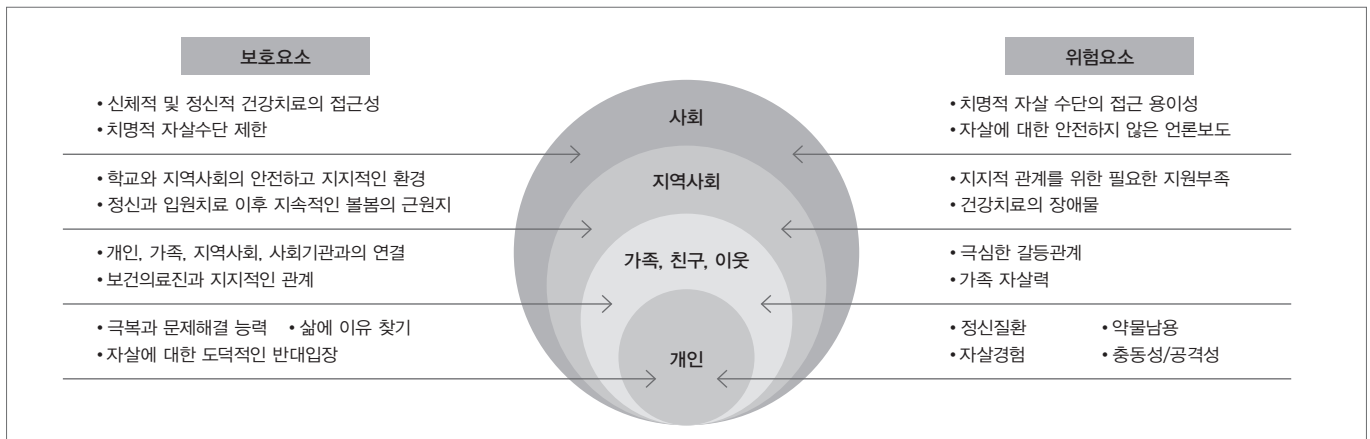 보호요소
• 신체적 및 정신적 건강치료의 접근성
• 치명적 자살수단 제한
• 학교와 지역사회의 안전하고 지지적인 환경
• 정신과 입원치료 이후 지속적인 볼봄의 근원지
• 개인, 가족, 지역사회, 사회기관과의 연결
• 보건의료진과 지지적인 관계
• 극복과 문제해결 능력 • 삶에 이유 찾기
• 자살에 대한 도덕적인 반대입장
사회
지역사회
가족, 친구, 이웃
개인
위험요소
• 치명적 자살 수단의 접근 용이성
• 자살에 대한 안전하지 않은 언론보도
• 지지적 관계를 위한 필요한 지원부족
• 건강치료의 장애물
• 극심한 갈등관계
• 가족 자살력
• 정신질환 • 약물남용
• 자살경험 • 충동성/공격성